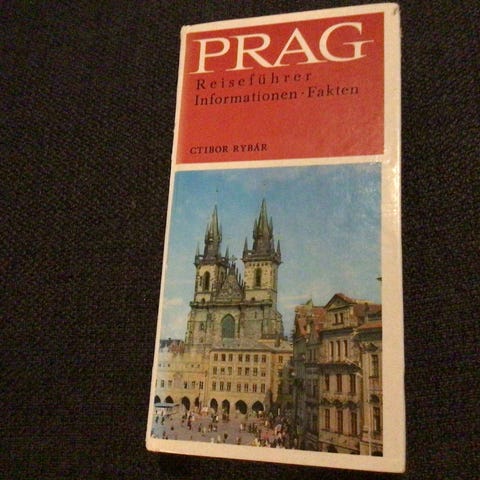 PRAG
Reiseführer
Informationen · Fakten
CTIBOR RYBÁR